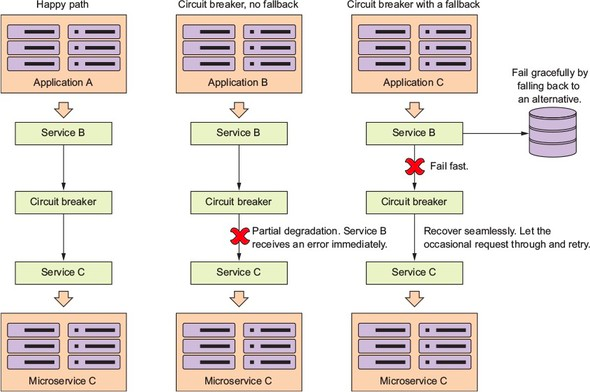 Happy path
Circuit breaker, no fallback
Circuit breaker with a fallback
Application A
Application B
Application C
Fail gracefully by
falling back to
an alternative.
Service B
Service B
Service B
Fail fast.
Circuit breaker
Circuit breaker
Circuit breaker
Partial degradation. Service B
receives an error immediately.
Recover seamlessly. Let the
occasional request through and retry.
Service C
Service C
Service C
Microservice C
Microservice C
Microservice C